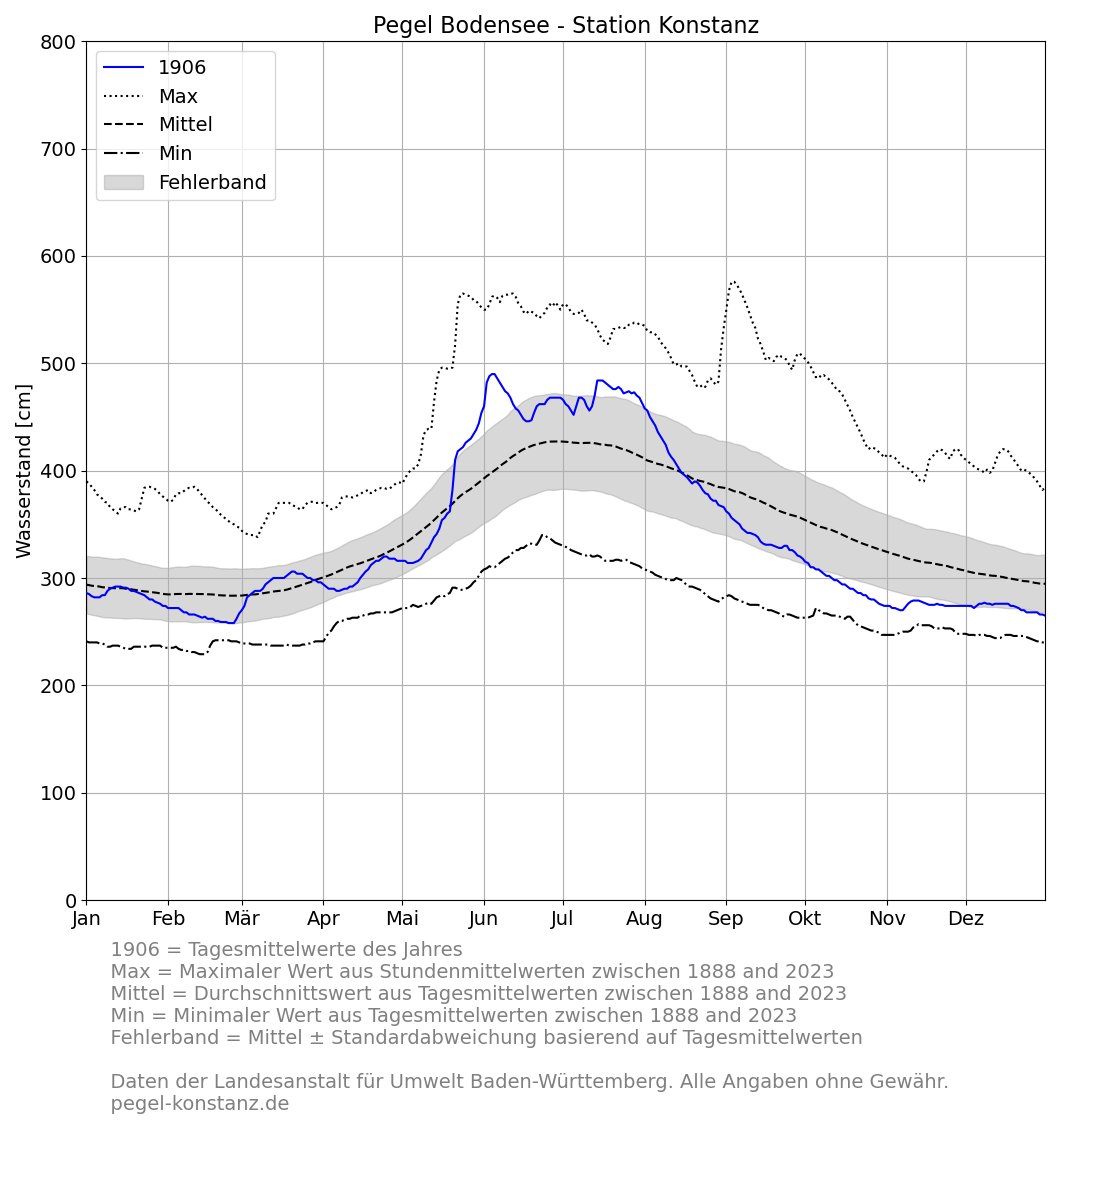 Pegel Bodensee - Station Konstanz
800
700
600
500
400
300
200
100
0
Wasserstand [cm]
1906
Max
Mittel
Min
Fehlerband
Jan Feb Mär Apr Mai Jun Jul Aug Sep Okt Nov Dez
1906 = Tagesmittelwerte des Jahres
Max = Maximaler Wert aus Stundenmittelwerten zwischen 1888 and 2023
Mittel = Durchschnittswert aus Tagesmittelwerten zwischen 1888 and 2023
Min = Minimaler Wert aus Tagesmittelwerten zwischen 1888 and 2023
Fehlerband = Mittel ± Standardabweichung basierend auf Tagesmittelwerten
Daten der Landesanstalt für Umwelt Baden-Württemberg. Alle Angaben ohne Gewähr.
pegel-konstanz.de